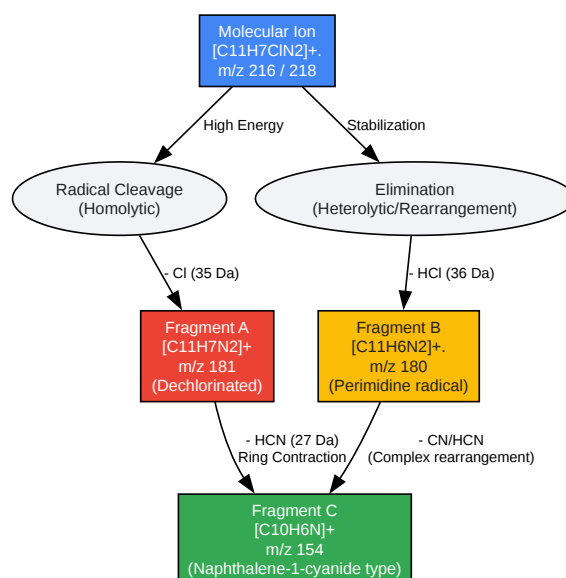 Molecular Ion
[C11H7ClN2]+.
m/z 216 / 218
High Energy
Stabilization
Radical Cleavage
(Homolytic)
Elimination
(Heterolytic/Rearrangement)
- Cl (35 Da)
- HCl (36 Da)
Fragment A
[C11H7N2]+
m/z 181
(Dechlorinated)
Fragment B
[C11H6N2]+.
m/z 180
(Perimidine radical)
- HCN (27 Da)
Ring Contraction
- CN/HCN
(Complex rearrangement)
Fragment C
[C10H6N]+
m/z 154
(Naphthalene-1-cyanide type)